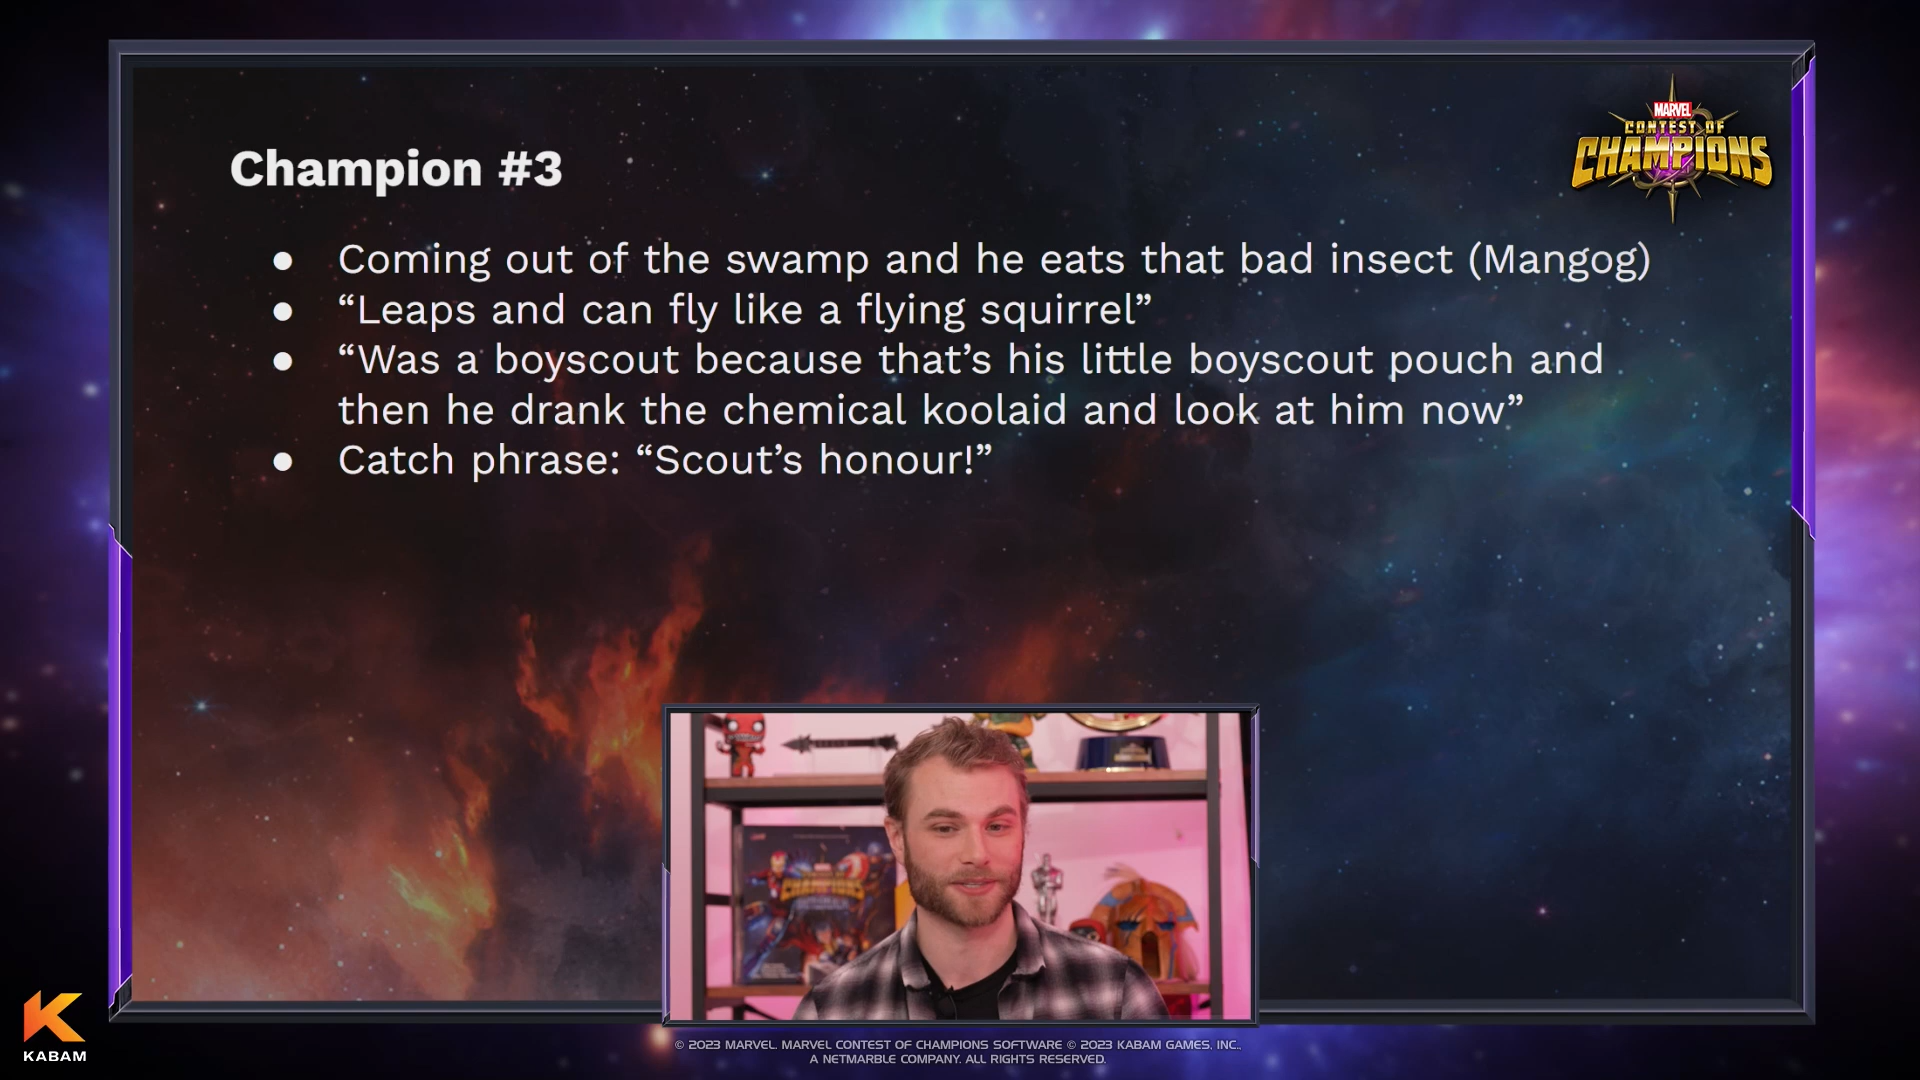 MARVEL
CONTEST OF
CHAMPIONS
Champion #3
● Coming out of the swamp and he eats that bad insect (Mangog)
● “Leaps and can fly like a flying squirrel”
● “Was a boyscout because that’s his little boyscout pouch and
then he drank the chemical koolaid and look at him now”
● Catch phrase: “Scout’s honour!”
CHAMPIONS
KABAM
© 2023 MARVEL. MARVEL CONTEST OF CHAMPIONS SOFTWARE © 2023 KABAM GAMES, INC.,
A NETMARBLE COMPANY. ALL RIGHTS RESERVED.